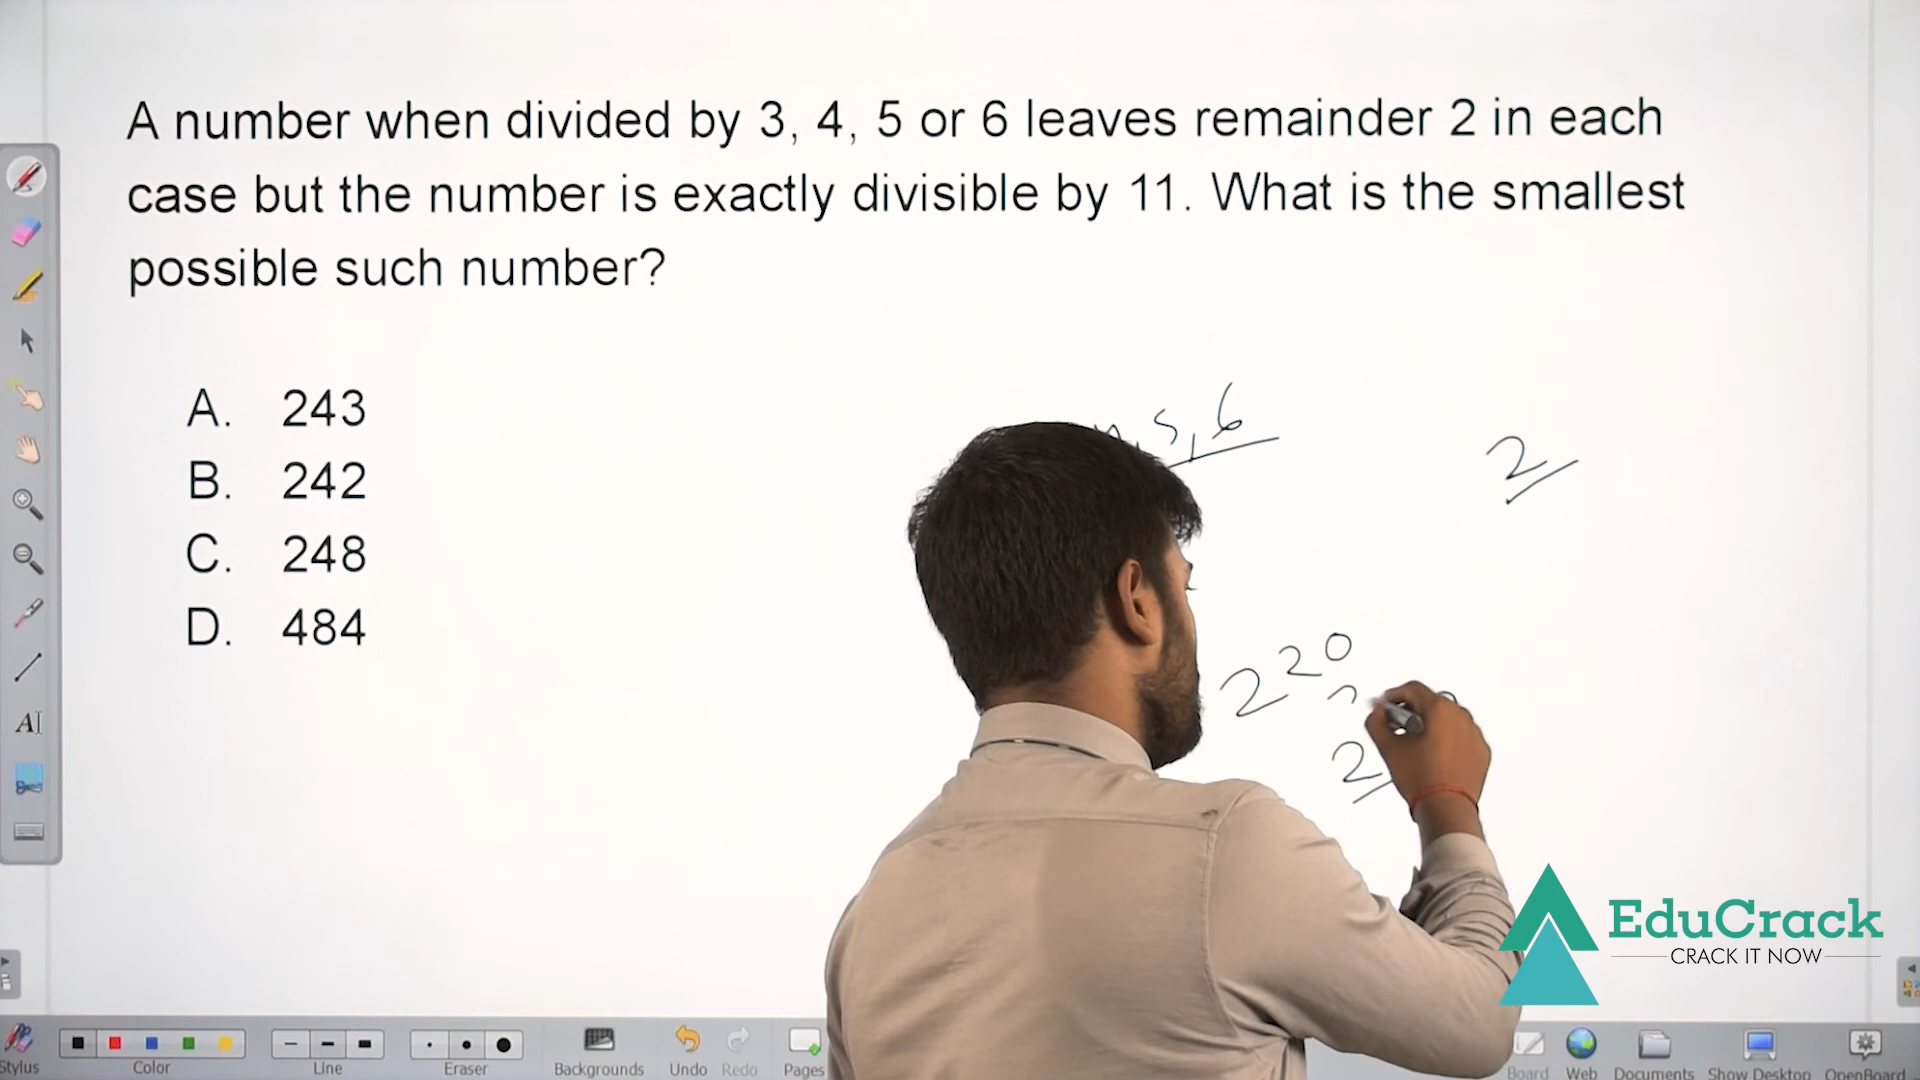 A number when divided by 3, 4, 5 or 6 leaves remainder 2 in each
case but the number is exactly divisible by 11. What is the smallest
possible such number?
A. 243
B. 242
C. 248
D. 484
5, 6
2
220
2
EduCrack
CRACK IT NOW
Stylus
Color
Line
Eraser
Backgrounds
Undo
Redo
Pages
Board
Web
Documents
Show Desktop
OpenBoard